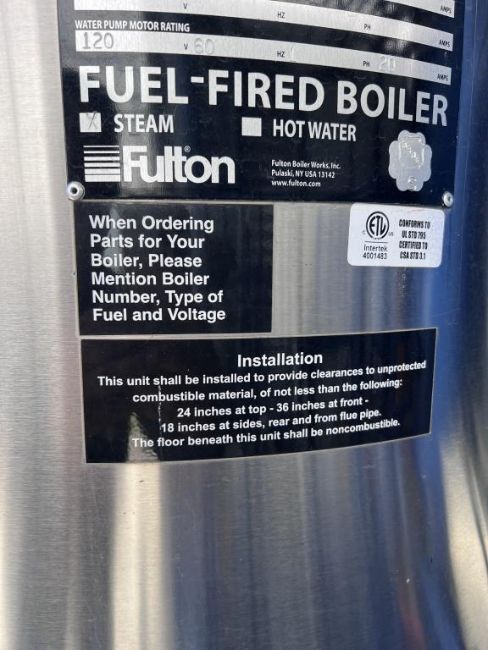 V HZ PH AMPS
WATER PUMP MOTOR RATING
120 V 60 HZ PH 20 AMPS
FUEL-FIRED BOILER
X STEAM HOT WATER
Fulton®
Fulton Boiler Works, Inc.
Pulaski, NY USA 13142
www.fulton.com
When Ordering
Parts for Your
Boiler, Please
Mention Boiler
Number, Type of
Fuel and Voltage
ETL
Intertek
4001483
CONFORMS TO
UL STD 795
CERTIFIED TO
CSA STD 3.1
Installation
This unit shall be installed to provide clearances to unprotected
combustible material, of not less than the following:
24 inches at top - 36 inches at front -
18 inches at sides, rear and from flue pipe.
The floor beneath this unit shall be noncombustible.